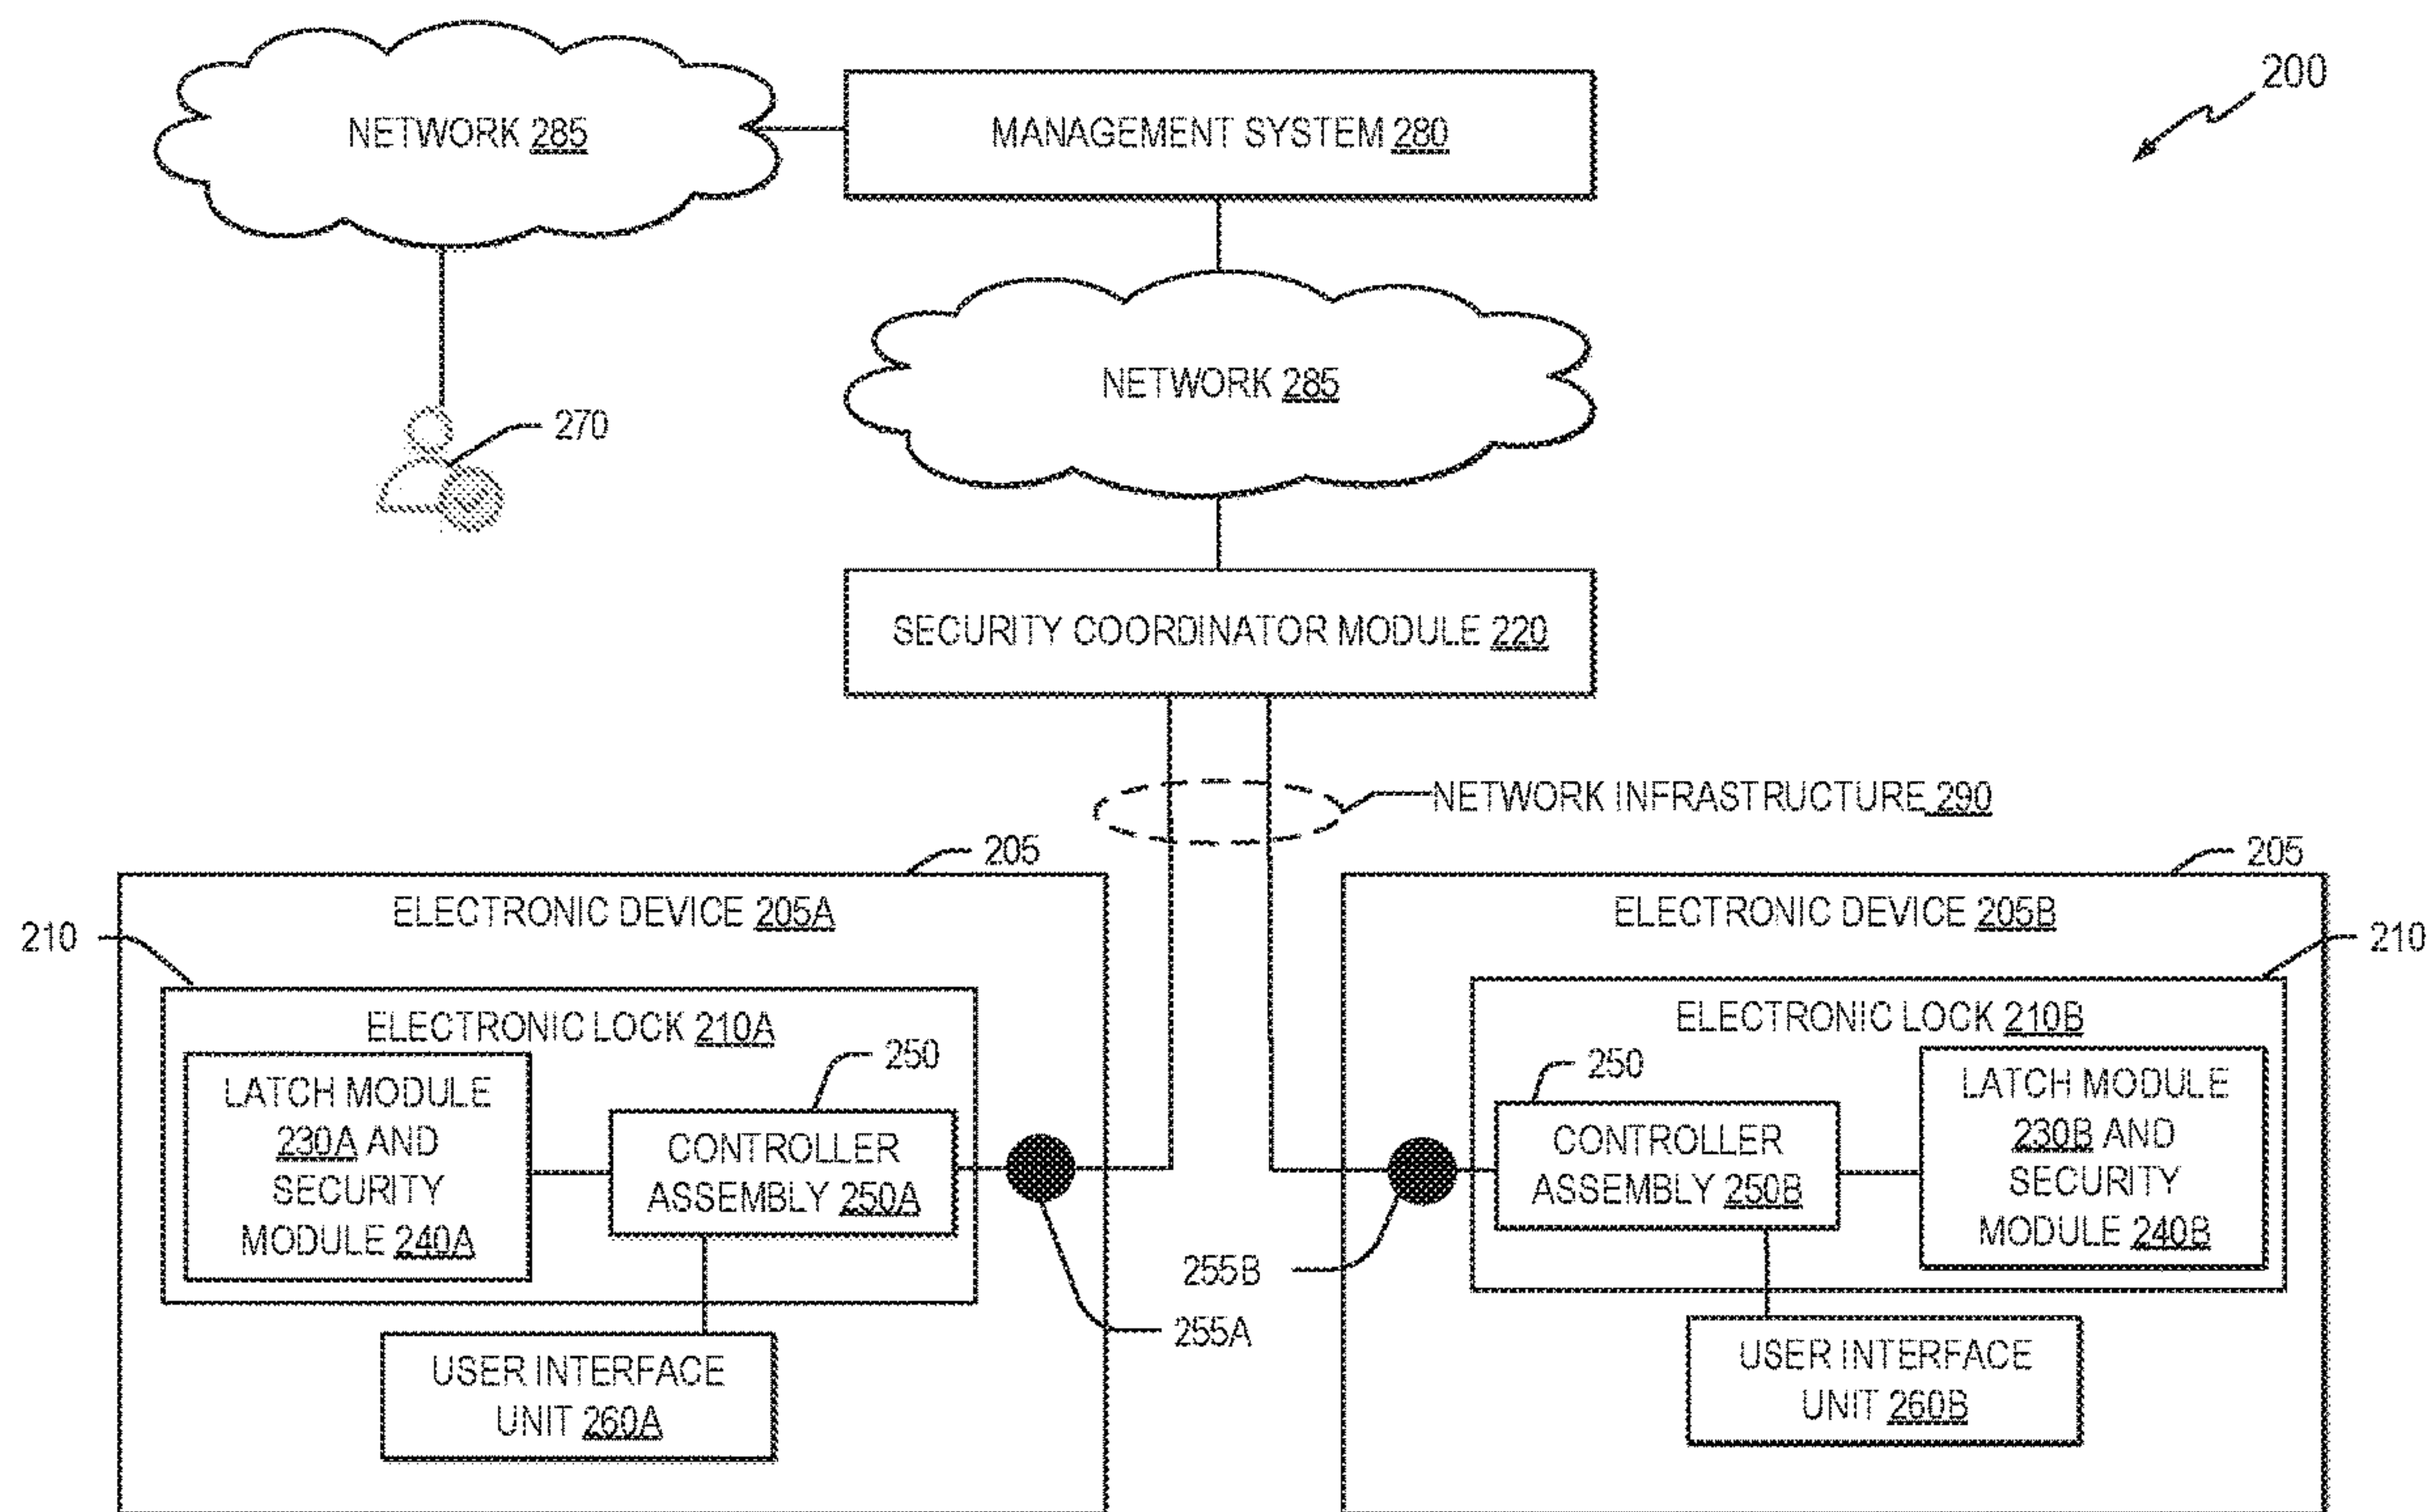 200
NETWORK 285
MANAGEMENT SYSTEM 280
NETWORK 285
270
SECURITY COORDINATOR MODULE 220
NETWORK INFRASTRUCTURE 290
205
ELECTRONIC DEVICE 205A
210
ELECTRONIC LOCK 210A
LATCH MODULE
230A AND
SECURITY
MODULE 240A
250
CONTROLLER
ASSEMBLY 250A
255A
USER INTERFACE
UNIT 260A
205
ELECTRONIC DEVICE 205B
210
ELECTRONIC LOCK 210B
250
CONTROLLER
ASSEMBLY 250B
LATCH MODULE
230B AND
SECURITY
MODULE 240B
255B
USER INTERFACE
UNIT 260B